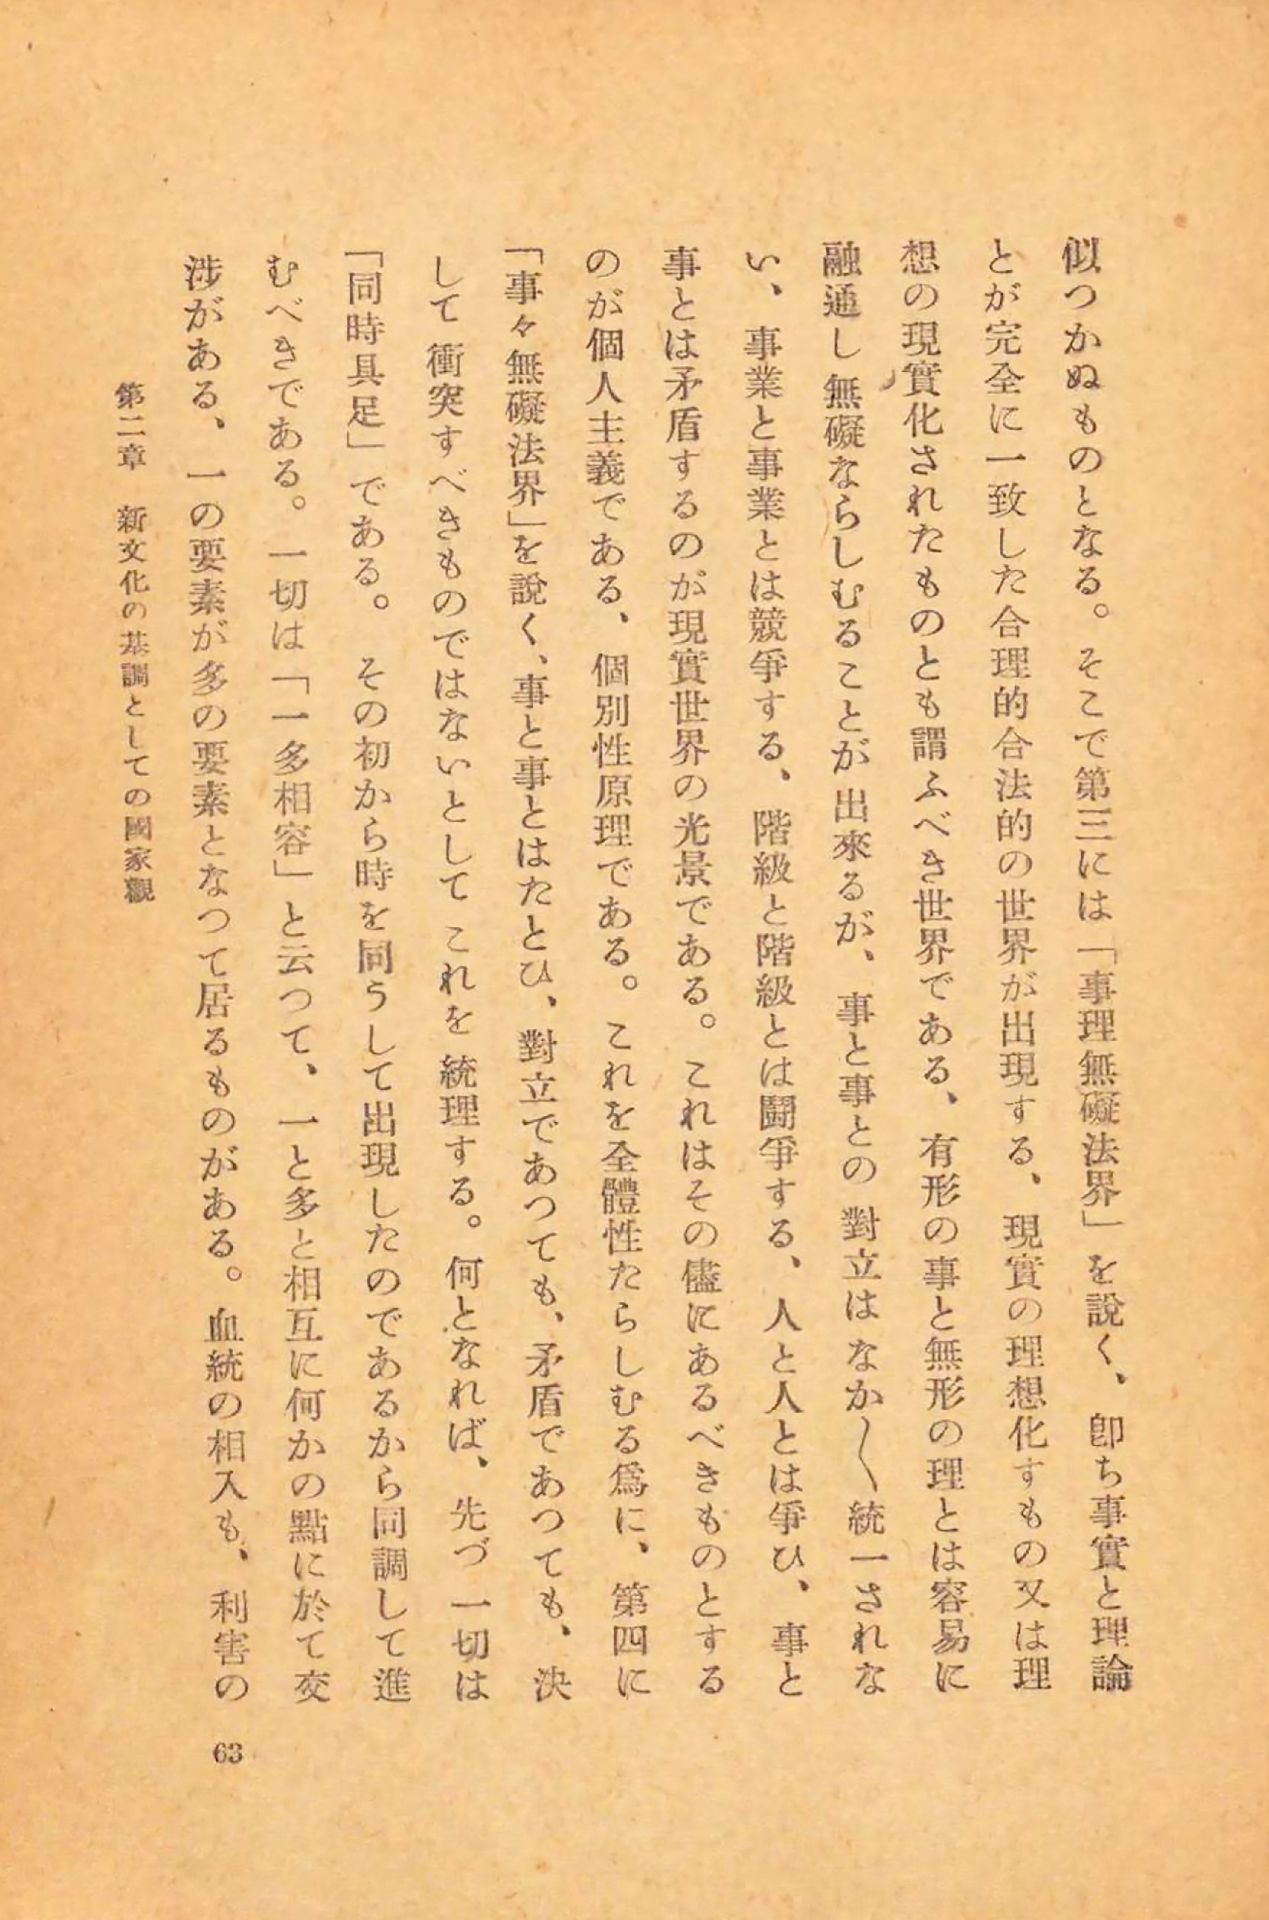 似つかぬものとなる。そこで第三には「事理無礙法界」を說く、卽ち事實と理論
とが完全に一致した合理的合法的の世界が出現する、現實の理想化すもの又は理
想の現實化されたものとも謂ふべき世界である、有形の事と無形の理とは容易に
融通し無礙ならしむることが出來るが、事と事との對立はなか〱統一されな
い、事業と事業とは競爭する、階級と階級とは鬪爭する、人と人とは爭ひ、事と
事とは矛盾するのが現實世界の光景である。これはその儘にあるべきものとする
のが個人主義である、個別性原理である。これを全體性たらしむる爲に、第四に
「事々無礙法界」を說く、事と事とはたとひ、對立であつても、矛盾であつても、決
して衝突すべきものではないとしてこれを統理する。何となれば、先づ一切は
「同時具足」である。その初から時を同うして出現したのであるから同調して進
むべきである。一切は「一多相容」と云つて、一と多と相互に何かの點に於て交
涉がある、一の要素が多の要素となつて居るものがある。血統の相入も、利害の
第二章　新文化の基調としての國家觀
63